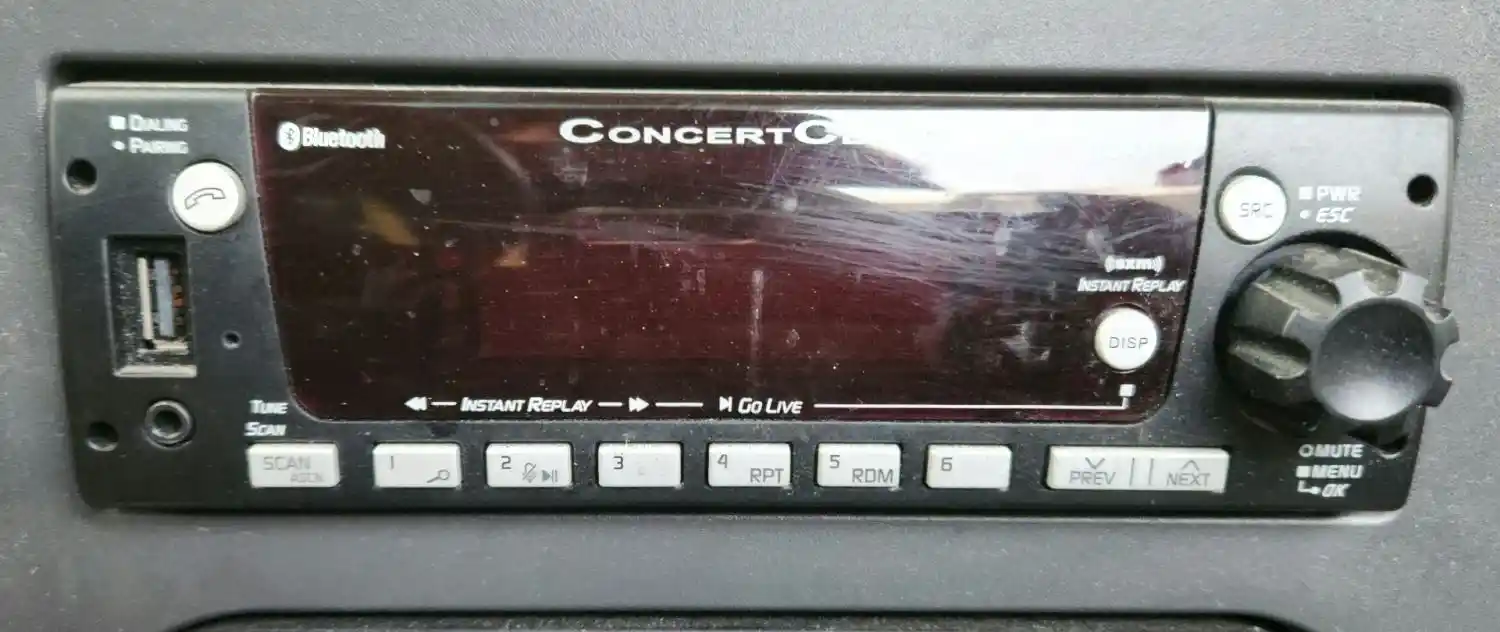 DIALING
PAIRING
Bluetooth
CONCERTC
SRC
PWR
ESC
((SXM))
INSTANT REPLAY
DISP
INSTANT REPLAY
GO LIVE
TUNE
SCAN
SCAN
1
2
3
4 RPT
5 RDM
6
PREV
NEXT
MUTE
MENU
OK